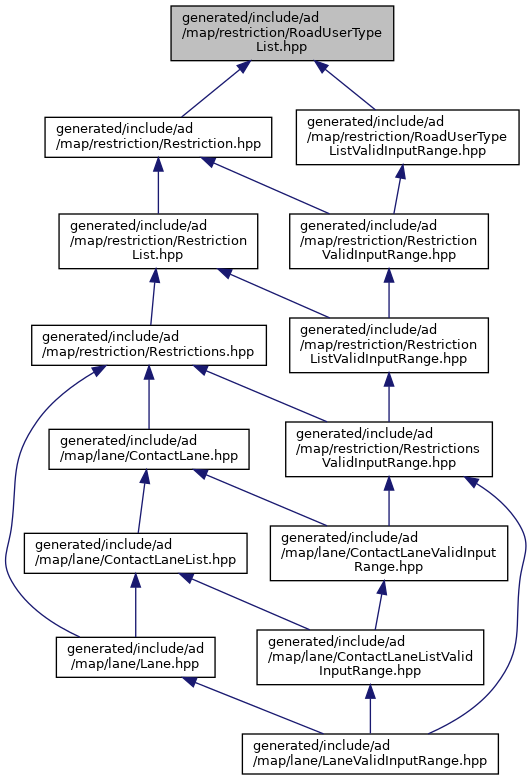 generated/include/ad
/map/restriction/RoadUserType
List.hpp
generated/include/ad
/map/restriction/Restriction.hpp
generated/include/ad
/map/restriction/RoadUserType
ListValidInputRange.hpp
generated/include/ad
/map/restriction/Restriction
List.hpp
generated/include/ad
/map/restriction/Restriction
ValidInputRange.hpp
generated/include/ad
/map/restriction/Restrictions.hpp
generated/include/ad
/map/restriction/Restriction
ListValidInputRange.hpp
generated/include/ad
/map/lane/ContactLane.hpp
generated/include/ad
/map/restriction/Restrictions
ValidInputRange.hpp
generated/include/ad
/map/lane/ContactLaneList.hpp
generated/include/ad
/map/lane/ContactLaneValidInput
Range.hpp
generated/include/ad
/map/lane/Lane.hpp
generated/include/ad
/map/lane/ContactLaneListValid
InputRange.hpp
generated/include/ad
/map/lane/LaneValidInputRange.hpp